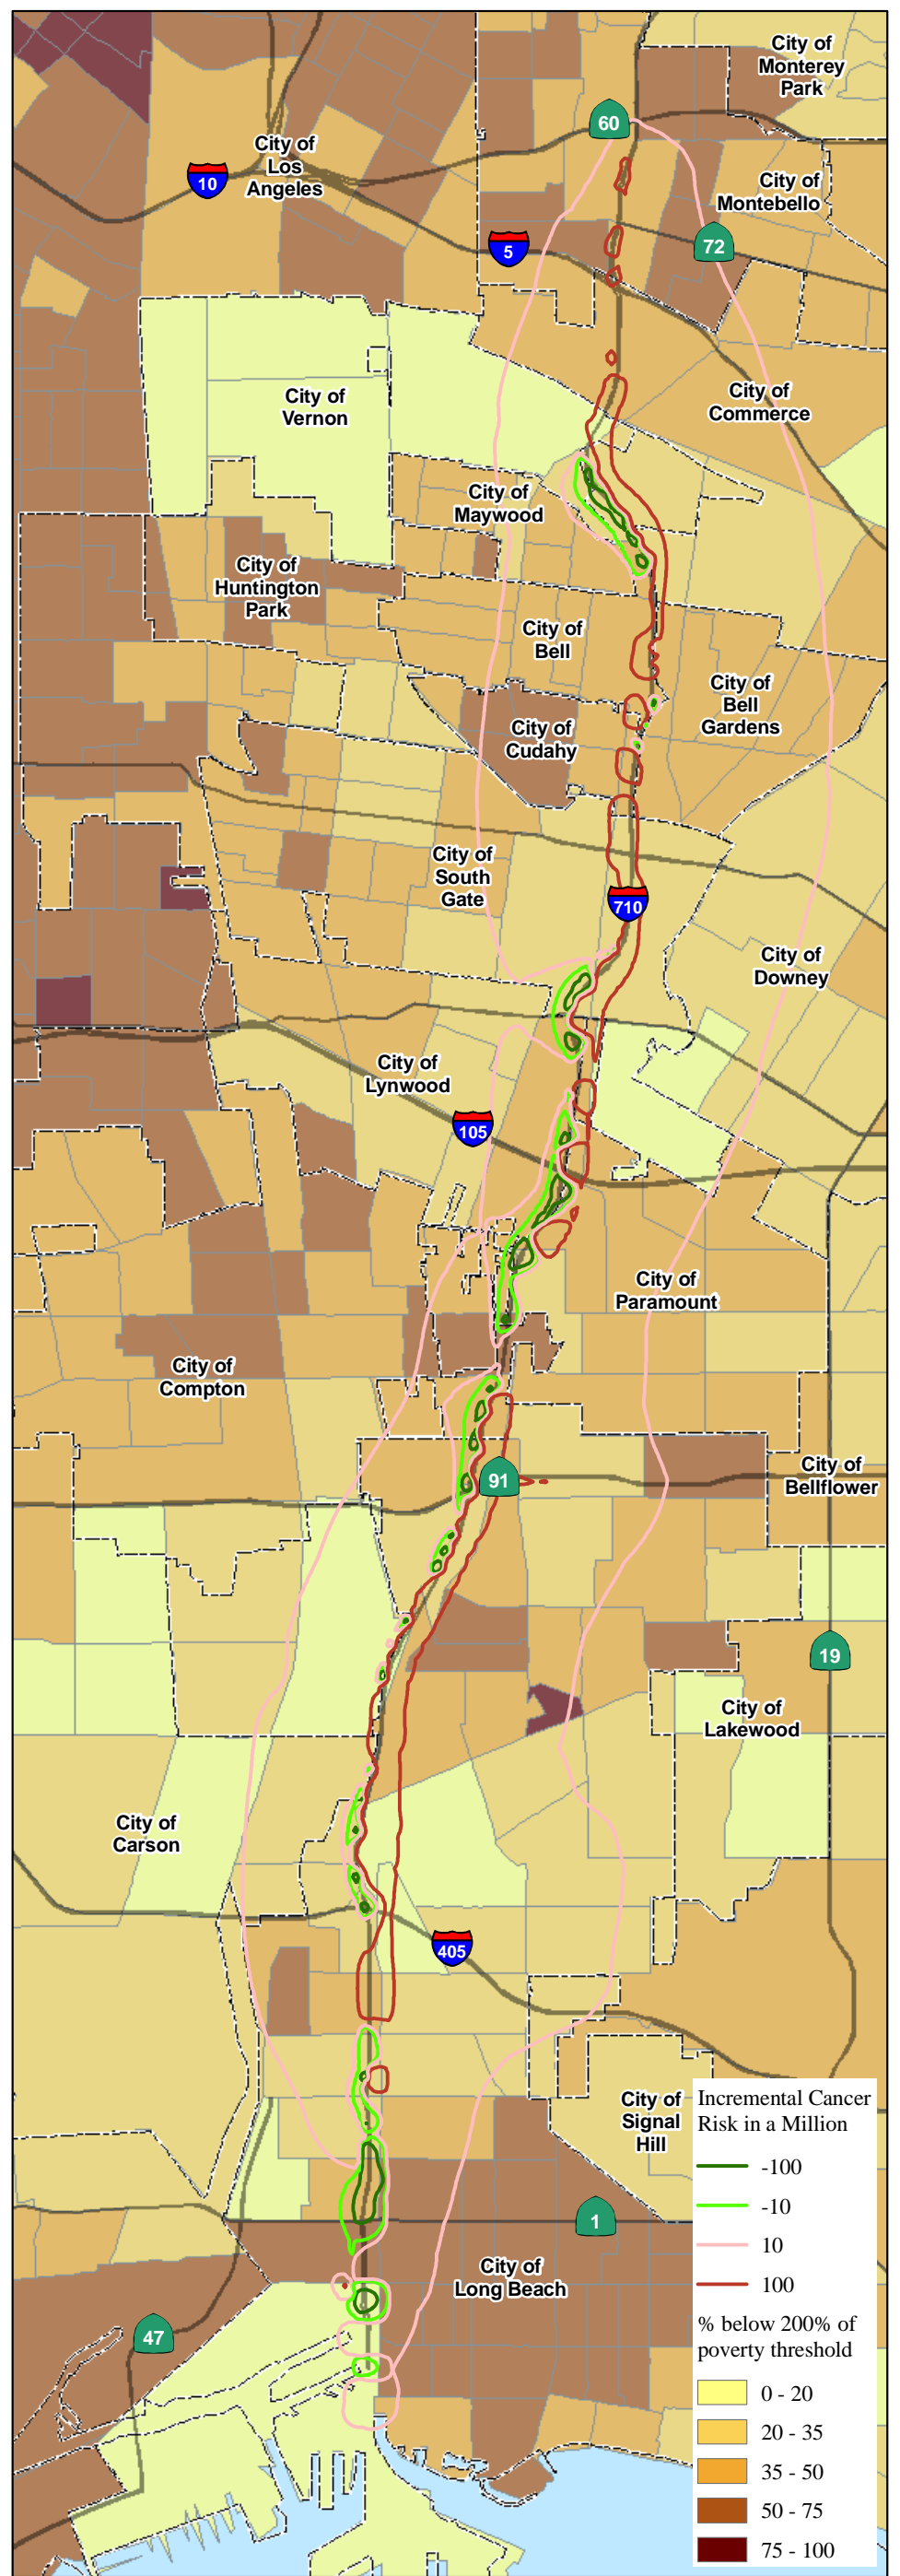 City of
Monterey
Park
60
City of
Los
Angeles
10
City of
Montebello
5
72
City of
Vernon
City of
Commerce
City of
Maywood
City of
Huntington
Park
City of
Bell
City of
Bell
Gardens
City of
Cudahy
City of
South
Gate
710
City of
Downey
City of
Lynwood
105
City of
Paramount
City of
Compton
91
City of
Bellflower
19
City of
Lakewood
City of
Carson
405
City of
Signal
Hill
1
City of
Long Beach
47
Incremental Cancer
Risk in a Million
-100
-10
10
100
% below 200% of
poverty threshold
0 - 20
20 - 35
35 - 50
50 - 75
75 - 100